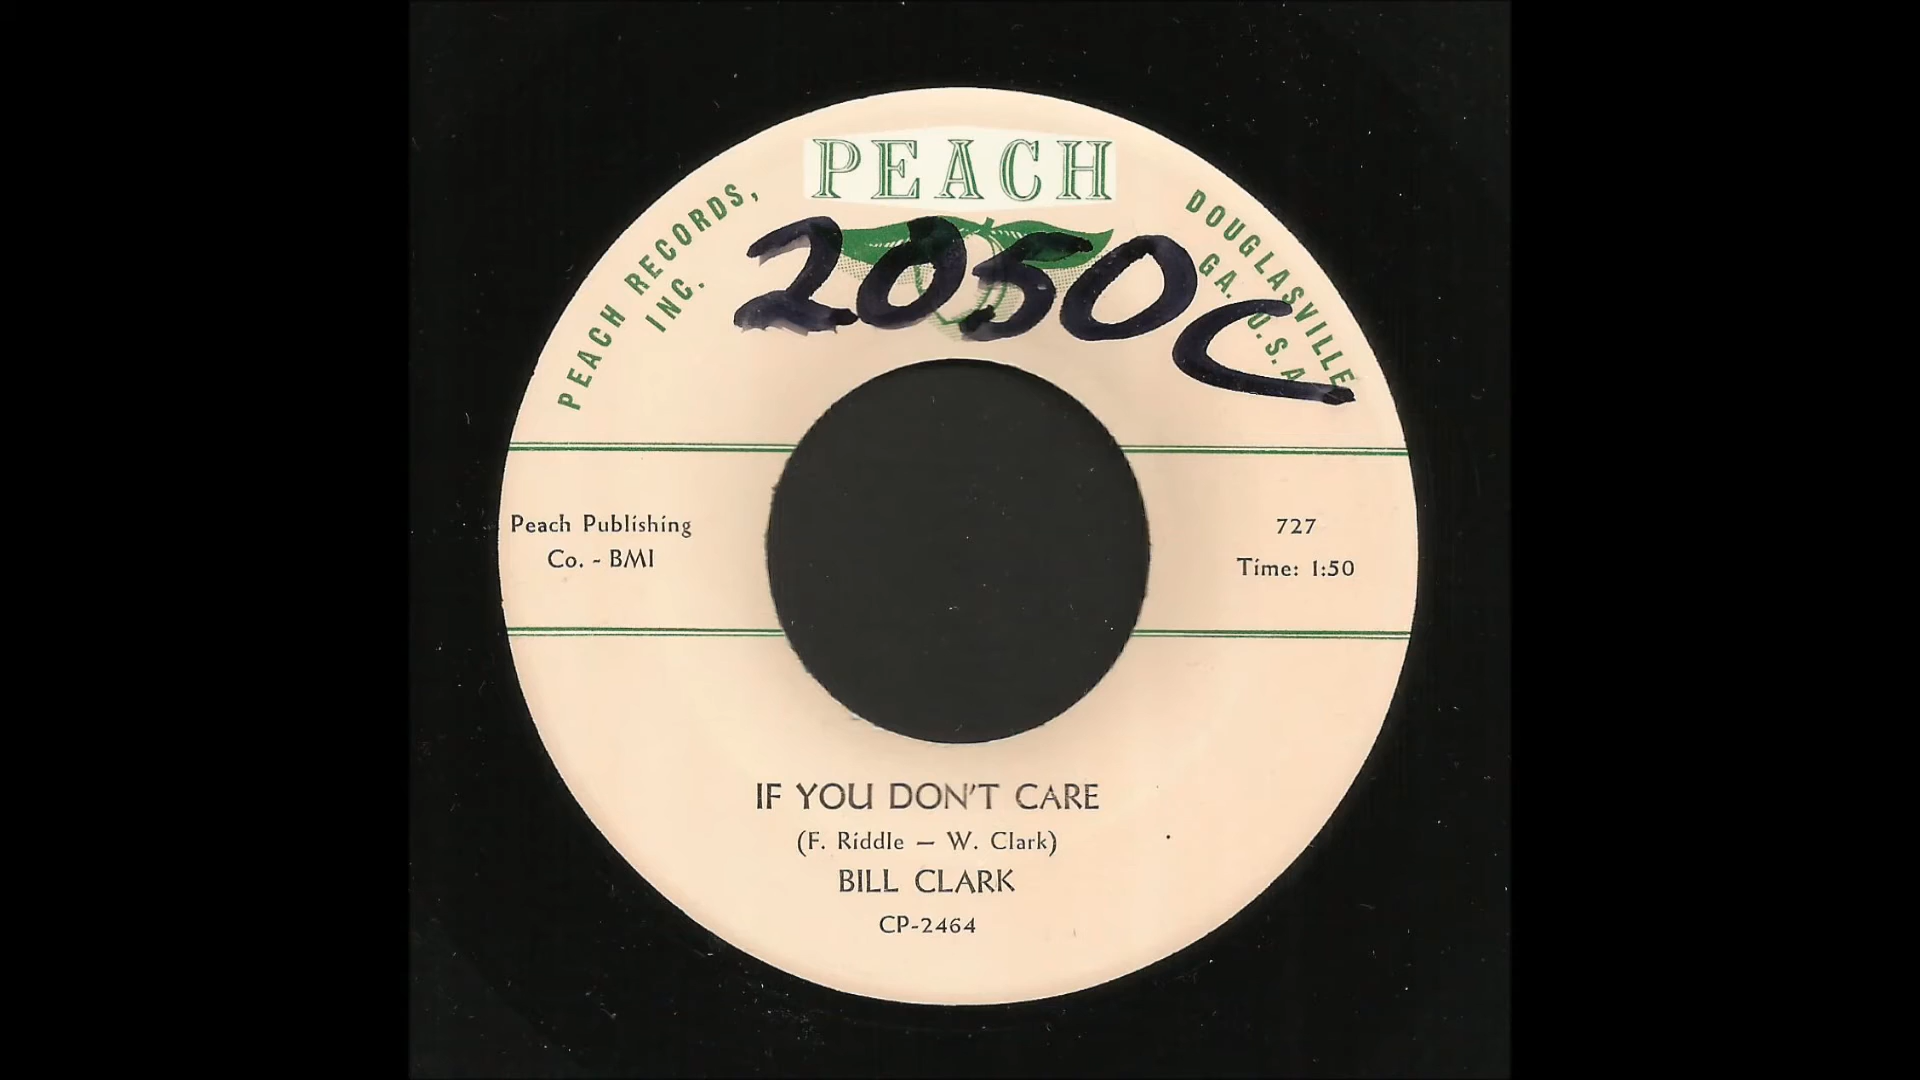 PEACH
PEACH RECORDS,
INC.
DOUGLASVILLE
GA. U.S.A
2050C
Peach Publishing
Co. - BMI
727
Time: 1:50
IF YOU DON'T CARE
(F. Riddle — W. Clark)
BILL CLARK
CP-2464